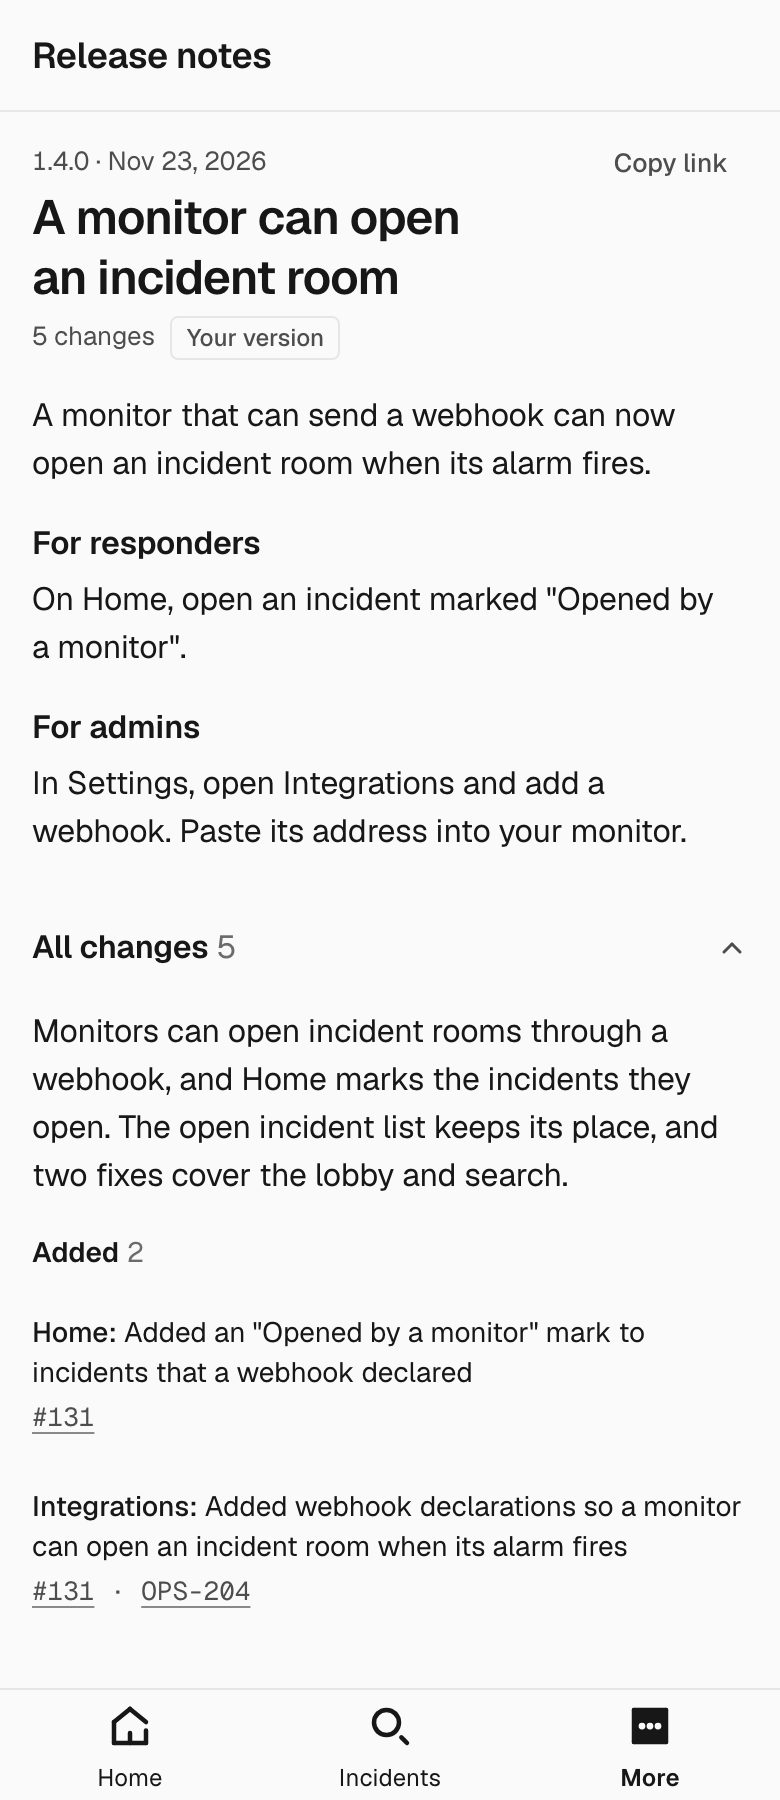 Release notes
1.4.0 · Nov 23, 2026
Copy link
A monitor can open
an incident room
5 changes
Your version
A monitor that can send a webhook can now
open an incident room when its alarm fires.
For responders
On Home, open an incident marked "Opened by
a monitor".
For admins
In Settings, open Integrations and add a
webhook. Paste its address into your monitor.
All changes 5
Monitors can open incident rooms through a
webhook, and Home marks the incidents they
open. The open incident list keeps its place, and
two fixes cover the lobby and search.
Added 2
Home: Added an "Opened by a monitor" mark to
incidents that a webhook declared
#131
Integrations: Added webhook declarations so a monitor
can open an incident room when its alarm fires
#131 · OPS-204
Home
Incidents
More